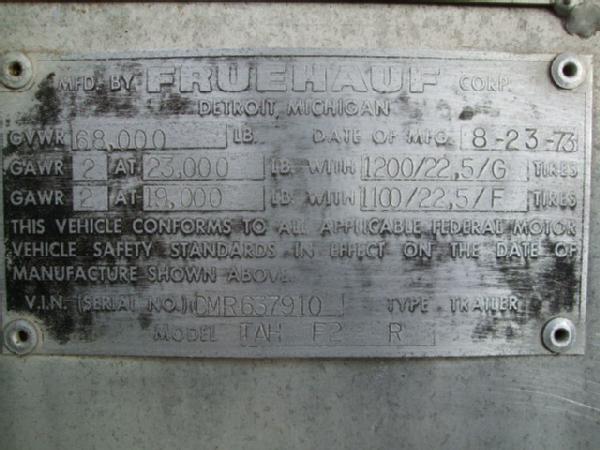 MFD. BY FRUEHAUF CORP.
DETROIT, MICHIGAN
GVWR 68,000 LB. DATE OF MFG. 8-23-73
GAWR 2 AT 23,000 LB. WITH 1200/22,5/G TIRES
GAWR 2 AT 19,000 LB. WITH 1100/22,5/F TIRES
THIS VEHICLE CONFORMS TO ALL APPLICABLE FEDERAL MOTOR
VEHICLE SAFETY STANDARDS IN EFFECT ON THE DATE OF
MANUFACTURE SHOWN ABOVE.
V.I.N. (SERIAL NO.) CMR637910 TYPE TRAILER
MODEL F2 R